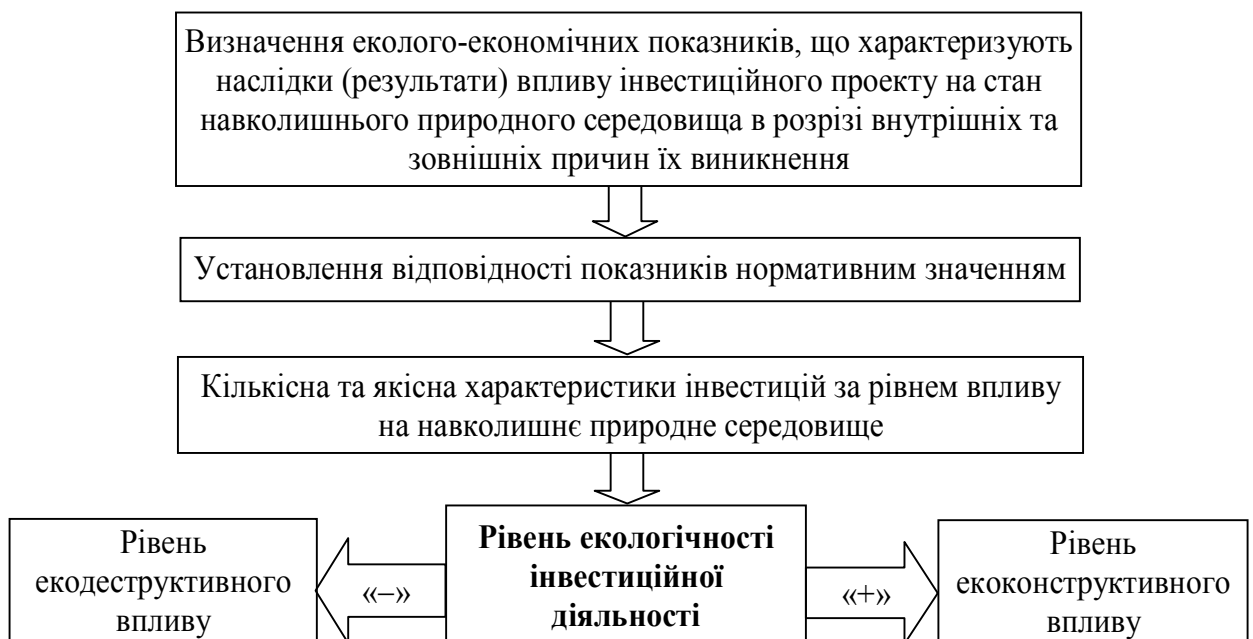 Визначення еколого-економічних показників, що характеризують
наслідки (результати) впливу інвестиційного проекту на стан
навколишнього природного середовища в розрізі внутрішніх та
зовнішніх причин їх виникнення
Установлення відповідності показників нормативним значенням
Кількісна та якісна характеристики інвестицій за рівнем впливу
на навколишнє природне середовище
Рівень
екодеструктивного
впливу
«–»
Рівень екологічності
інвестиційної
діяльності
«+»
Рівень
екоконструктивного
впливу